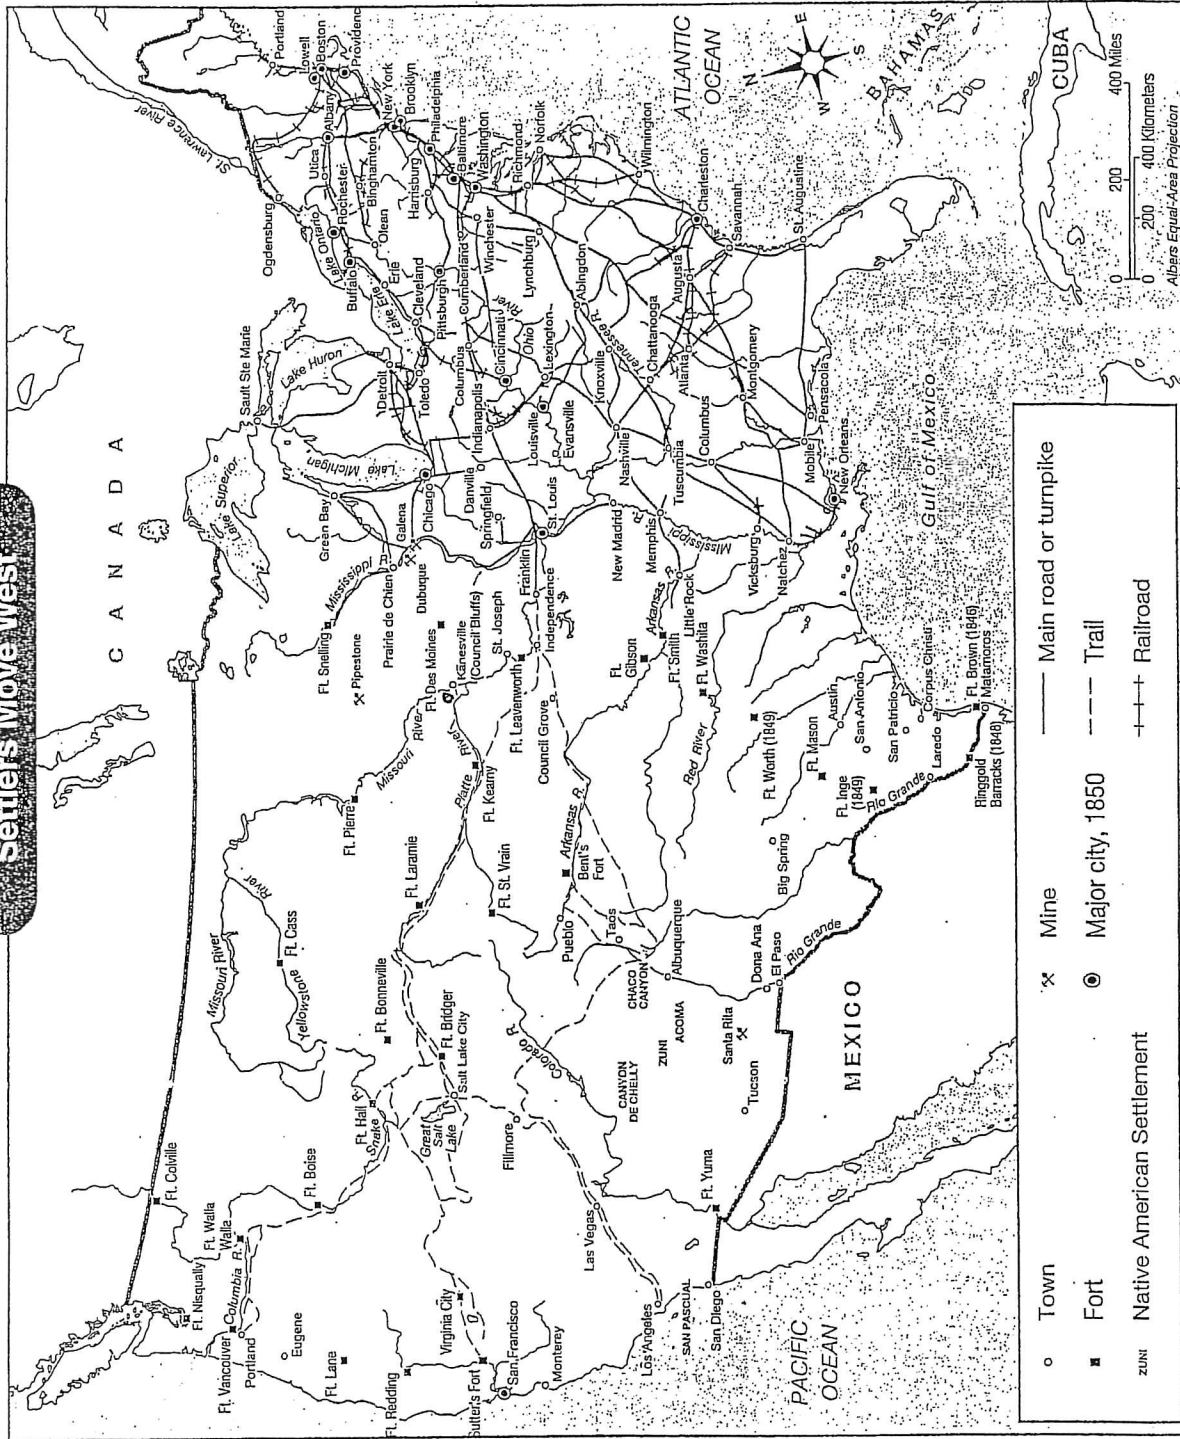 Settlers Move West
CANADA
St. Lawrence River
Portland
Lowell
Boston
Providenc
Albany
Utica
Rochester
Ogdensburg
Lake Ontario
Binghamton
Olean
Buffalo
Lake Erie
Erie
Cleveland
New York
Brooklyn
Philadelphia
Harrisburg
Baltimore
Washington
Pittsburgh
Cumberland
Winchester
Richmond
Norfolk
Lynchburg
Abingdon
Wilmington
ATLANTIC
OCEAN
N
E
S
W
BAHAMAS
CUBA
Sault Ste Marie
Lake Huron
Lake Superior
Lake Michigan
Detroit
Toledo
Columbus
Cincinnati
Ohio
River
Lexington
Indianapolis
Louisville
Evansville
Knoxville
Tennessee R.
Chattanooga
Atlanta
Augusta
Charleston
Savannah
St. Augustine
Montgomery
Pensacola
Mobile
New Orleans
Nashville
Tuscumbia
Columbus
Green Bay
Galena
Chicago
Danville
Springfield
St. Louis
New Madrid
Memphis
Mississippi
R.
Vicksburg
Natchez
Gulf of Mexico
Ft. Snelling
Pipestone
Mississippi R.
Prairie de Chien
Dubuque
Ft. Des Moines
Kanesville
(Council Bluffs)
St. Joseph
Franklin
Independence
Ft. Leavenworth
Council Grove
Ft. Gibson
Arkansas R.
Ft. Smith
Little Rock
Ft. Washita
Red River
Ft. Worth (1849)
Ft. Mason
Austin
San Antonio
San Patricio
Corpus Christi
Ft. Inge
(1849)
Laredo
Rio Grande
Ft. Brown (1846)
Matamoros
Ringgold
Barracks (1848)
Missouri
River
Ft. Pierre
Platte
River
Ft. Kearny
Ft. Laramie
Ft. St. Vrain
Arkansas R.
Bent's
Fort
Pueblo
Taos
Big Spring
Albuquerque
CHACO
CANYON
Dona Ana
El Paso
Rio Grande
Missouri River
River
Yellowstone
Ft. Cass
Ft. Bonneville
Ft. Bridger
Salt Lake City
Great
Salt
Lake
Colorado R.
ZUNI
ACOMA
Santa Rita
CANYON
DE CHELLY
Tucson
MEXICO
Ft. Colville
Ft. Hall
Snake
R.
Ft. Boise
Fillmore
Ft. Walla
Walla
Ft. Nisqually
Columbia R.
Ft. Vancouver
Portland
Eugene
Ft. Lane
Ft. Redding
Virginia City
Sutter's Fort
San Francisco
Monterey
Las Vegas
Los Angeles
Ft. Yuma
SAN PASCUAL
San Diego
PACIFIC
OCEAN
0 200 400 Miles
0 200 400 Kilometers
Albers Equal-Area Projection
Town
Mine
Main road or turnpike
Fort
Major city, 1850
Trail
ZUNI Native American Settlement
Railroad